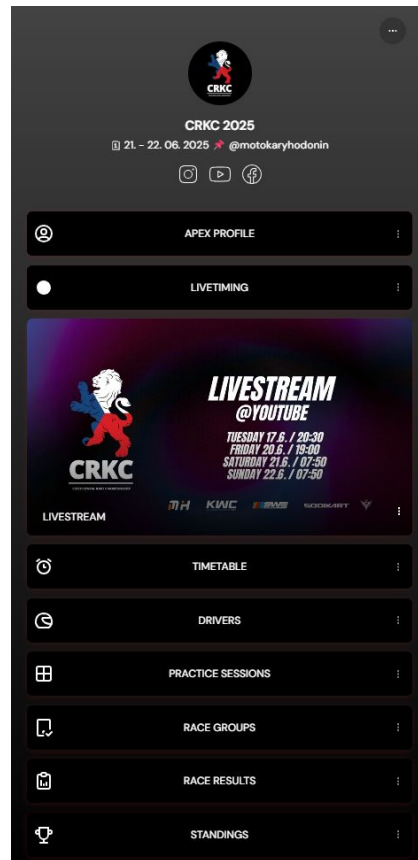 CRKC
CRKC 2025
21. – 22. 06. 2025 📌 @motokaryhodonin
APEX PROFILE
LIVETIMING
LIVESTREAM
@YOUTUBE
TUESDAY 17.6. / 20:30
FRIDAY 20.6. / 19:00
SATURDAY 21.6. / 07:50
SUNDAY 22.6. / 07:50
CRKC
MH KWC SODIKART
LIVESTREAM
TIMETABLE
DRIVERS
PRACTICE SESSIONS
RACE GROUPS
RACE RESULTS
STANDINGS